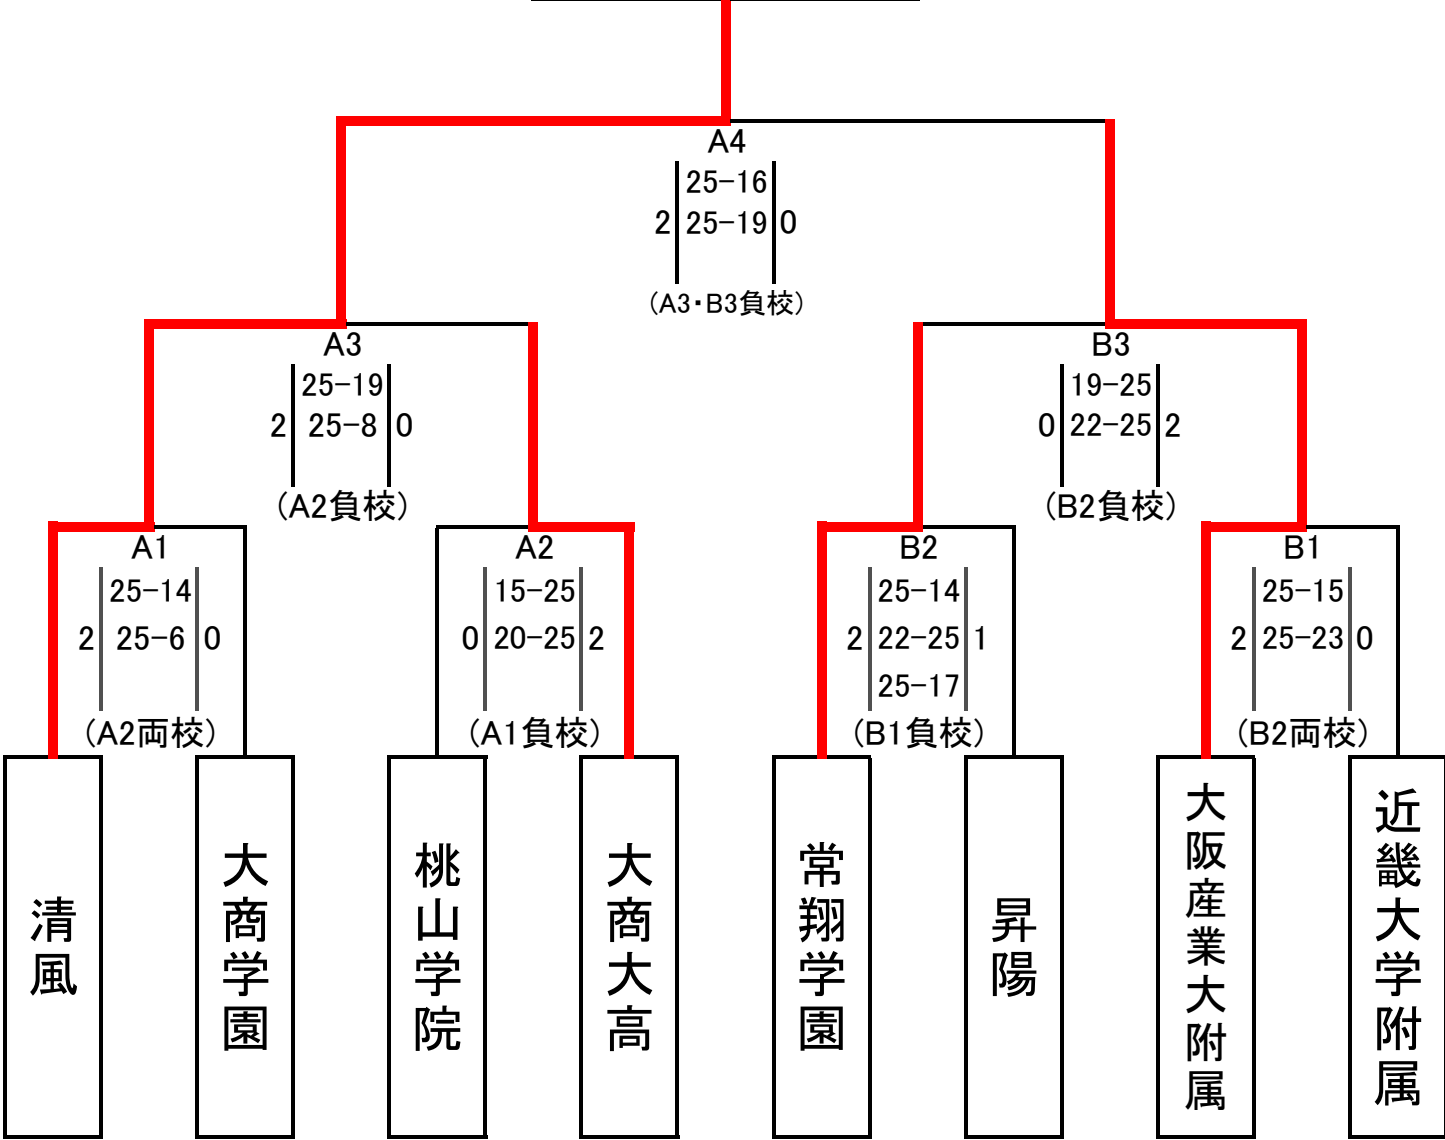 A4
25-16
2 25-19 0
(A3・B3負校)
A3
25-19
2 25-8 0
(A2負校)
B3
19-25
0 22-25 2
(B2負校)
A1
25-14
2 25-6 0
(A2両校)
A2
15-25
0 20-25 2
(A1負校)
B2
25-14
2 22-25 1
25-17
(B1負校)
B1
25-15
2 25-23 0
(B2両校)
清風
大商学園
桃山学院
大商大高
常翔学園
昇陽
大阪産業大附属
近畿大学附属